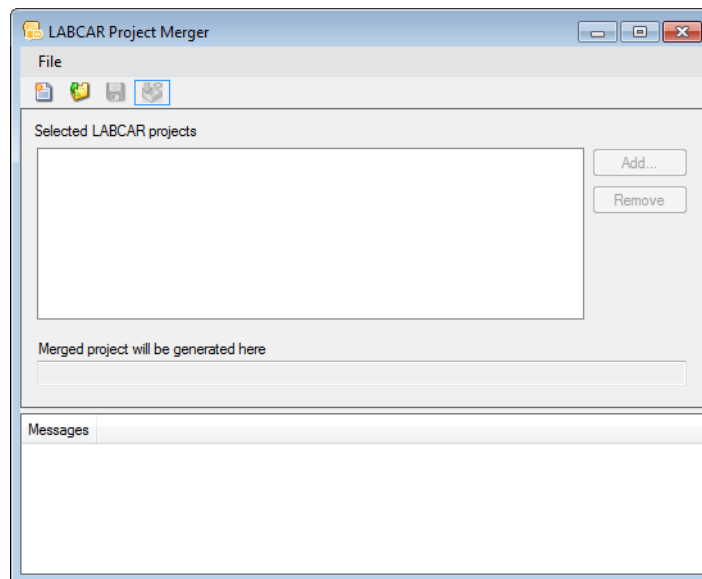 LABCAR Project Merger
File
Selected LABCAR projects
Add...
Remove
Merged project will be generated here
Messages